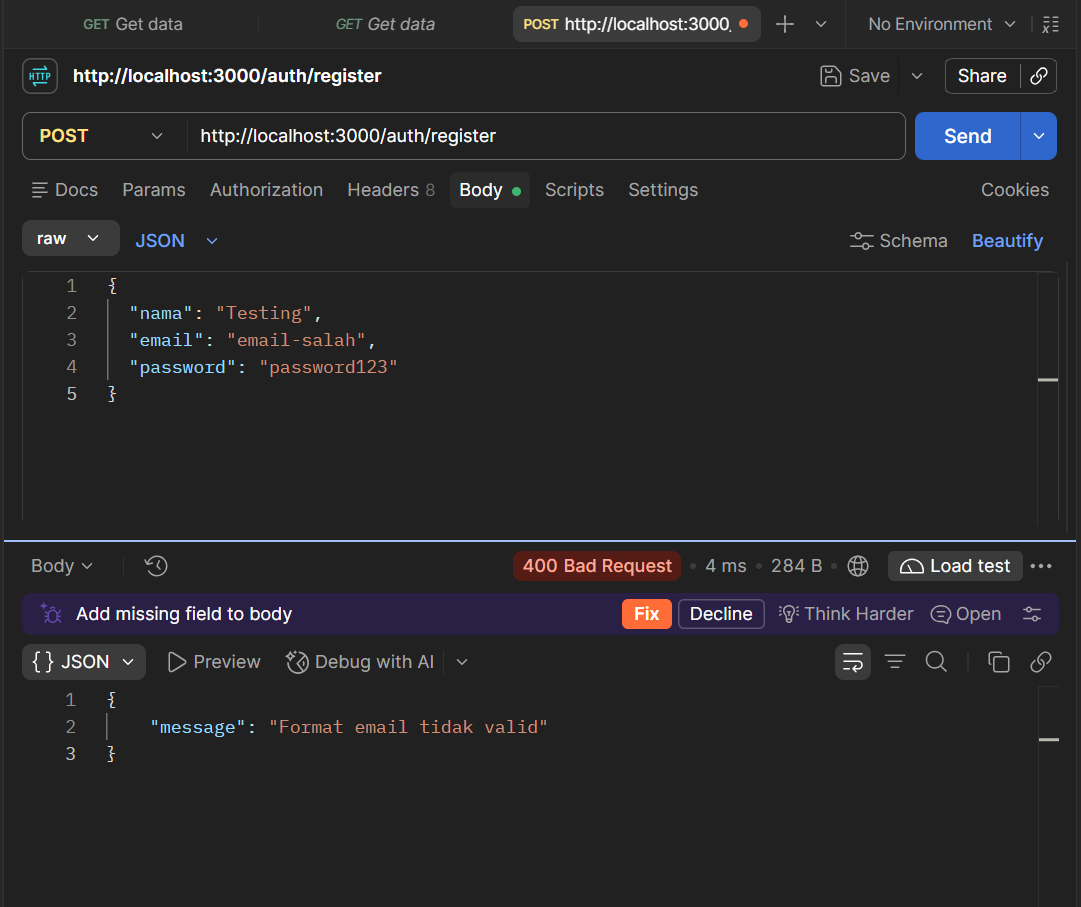 GET Get data GET Get data POST http://localhost:3000, No Environment
HTTP http://localhost:3000/auth/register Save Share
POST http://localhost:3000/auth/register Send
Docs Params Authorization Headers 8 Body Scripts Settings Cookies
raw JSON Schema Beautify
1 {
2 "nama": "Testing",
3 "email": "email-salah",
4 "password": "password123"
5 }
Body 400 Bad Request • 4 ms • 284 B • Load test
Add missing field to body Fix Decline Think Harder Open
{ } JSON Preview Debug with AI
1 {
2 "message": "Format email tidak valid"
3 }